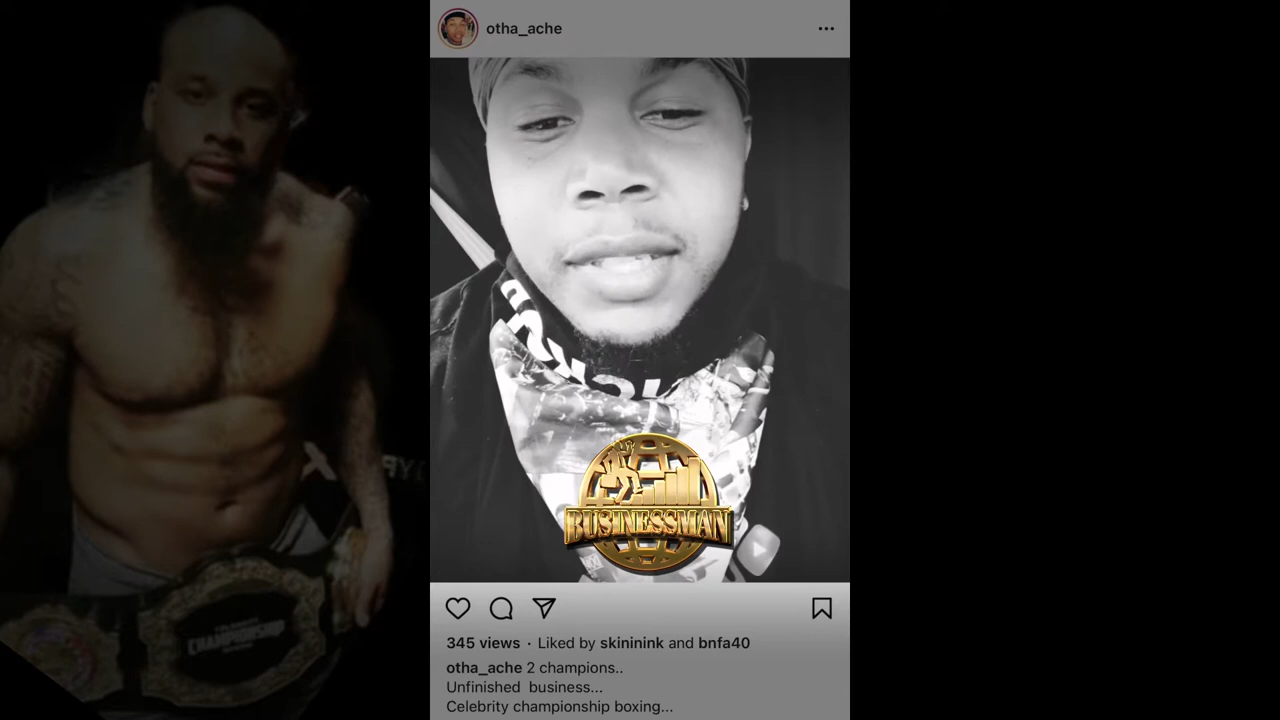 otha_ache
BUSINESSMAN
CHAMPIONSHIP
345 views · Liked by skininink and bnfa40
otha_ache 2 champions..
Unfinished business...
Celebrity championship boxing...